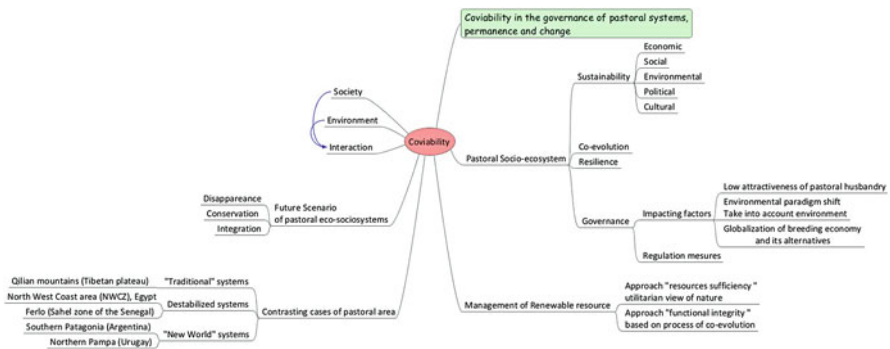 Coviability in the governance of pastoral systems,
permanence and change
Coviability
Society
Environment
Interaction
Future Scenario
of pastoral eco-sociosystems
Disappareance
Conservation
Integration
Contrasting cases of pastoral area
"Traditional" systems
Qilian mountains (Tibetan plateau)
Destabilized systems
North West Coast area (NWCZ), Egypt
Ferlo (Sahel zone of the Senegal)
"New World" systems
Southern Patagonia (Argentina)
Northern Pampa (Urugay)
Pastoral Socio-ecosystem
Sustainability
Economic
Social
Environmental
Political
Cultural
Co-evolution
Resilience
Governance
Impacting factors
Low attractiveness of pastoral husbandry
Environmental paradigm shift
Take into account environment
Globalization of breeding economy
and its alternatives
Regulation mesures
Management of Renewable resource
Approach "resources sufficiency "
utilitarian view of nature
Approach "functional integrity "
based on process of co-evolution